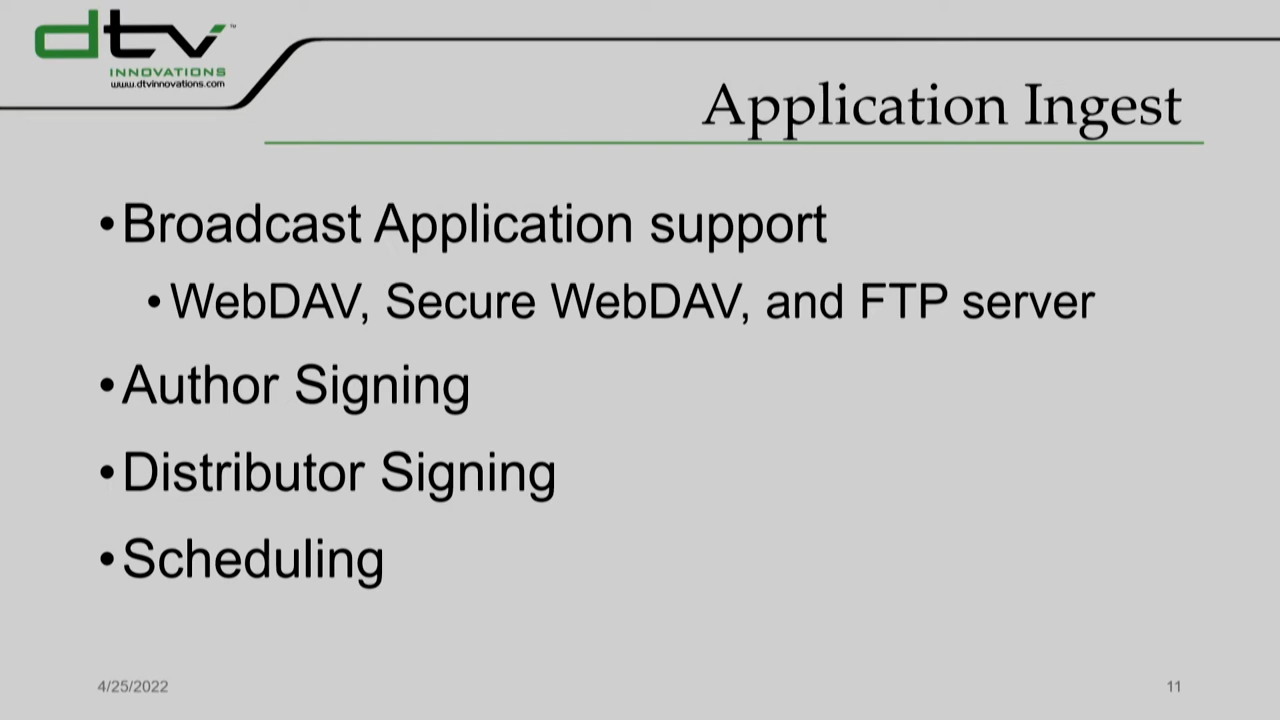 dtv™
INNOVATIONS
www.dtvinnovations.com
Application Ingest
•Broadcast Application support
•WebDAV, Secure WebDAV, and FTP server
•Author Signing
•Distributor Signing
•Scheduling
4/25/2022
11